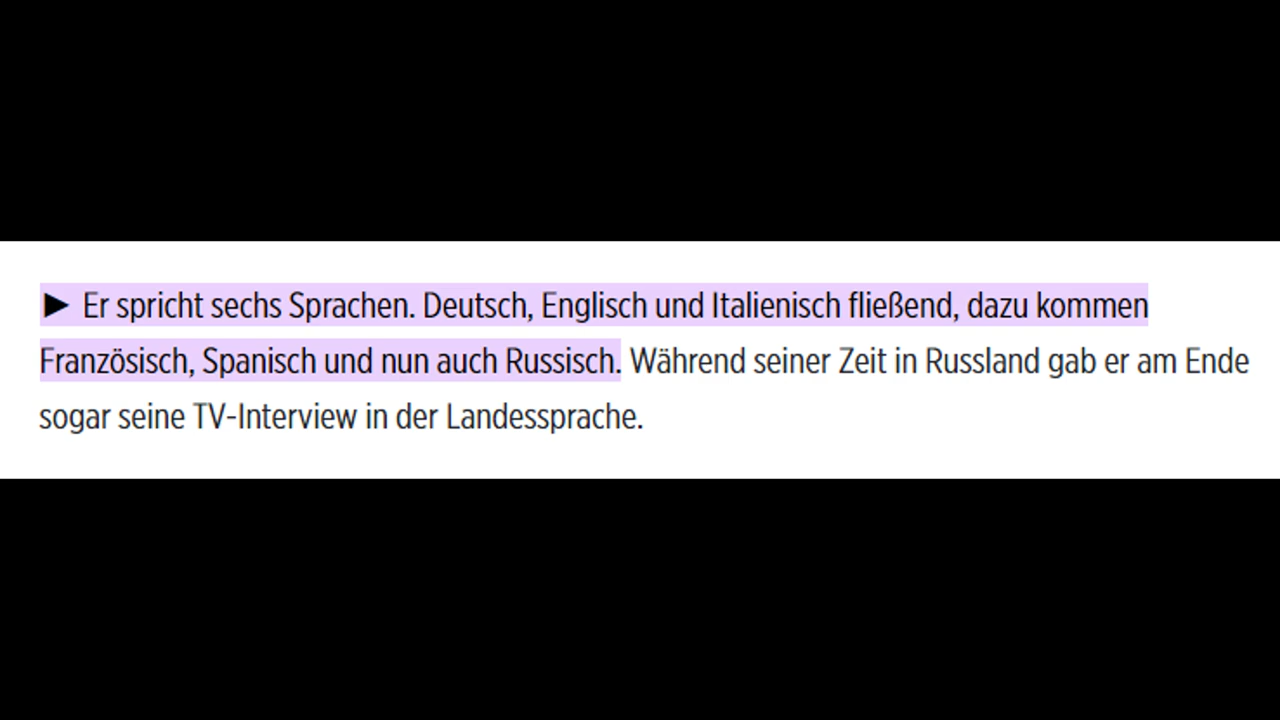 ► Er spricht sechs Sprachen. Deutsch, Englisch und Italienisch fließend, dazu kommen
Französisch, Spanisch und nun auch Russisch. Während seiner Zeit in Russland gab er am Ende
sogar seine TV-Interview in der Landessprache.